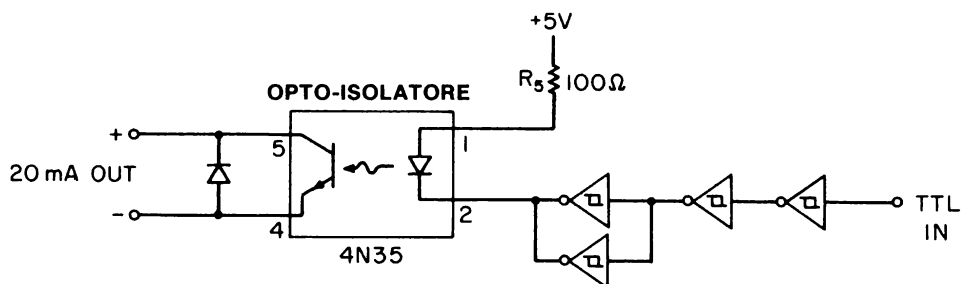 +5V
R5 100Ω
OPTO-ISOLATORE
+
5
1
20 mA OUT
-
4
2
4N35
TTL
IN